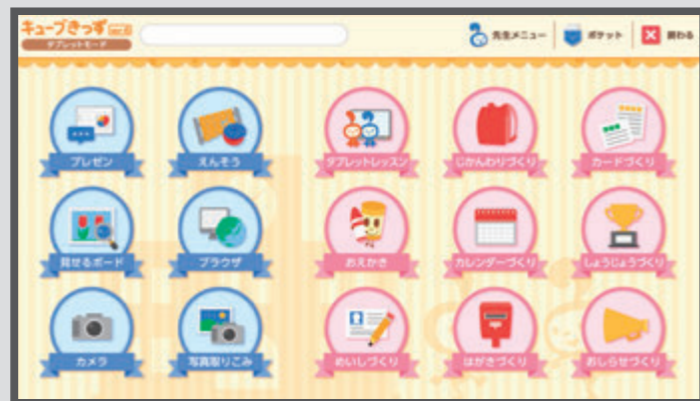 キューブきっず
タブレットモード
先生メニュー
ポケット
終わる
プレゼン
えんそう
タブレットレッスン
じかんわりづくり
カードづくり
見せるボード
ブラウザ
おえかき
カレンダーづくり
しょうじょうづくり
カメラ
写真取りこみ
めいしづくり
はがきづくり
おしらせづくり